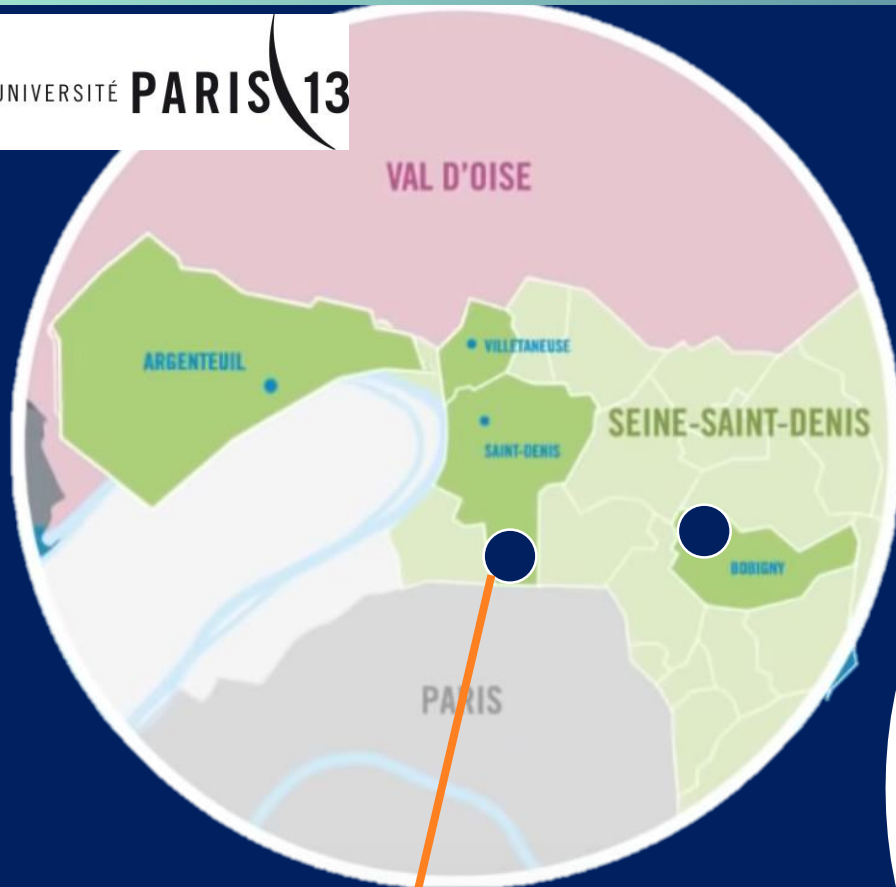 UNIVERSITÉ PARIS 13
VAL D'OISE
ARGENTEUIL
VILLETANEUSE
SEINE-SAINT-DENIS
SAINT-DENIS
BOBIGNY
PARIS